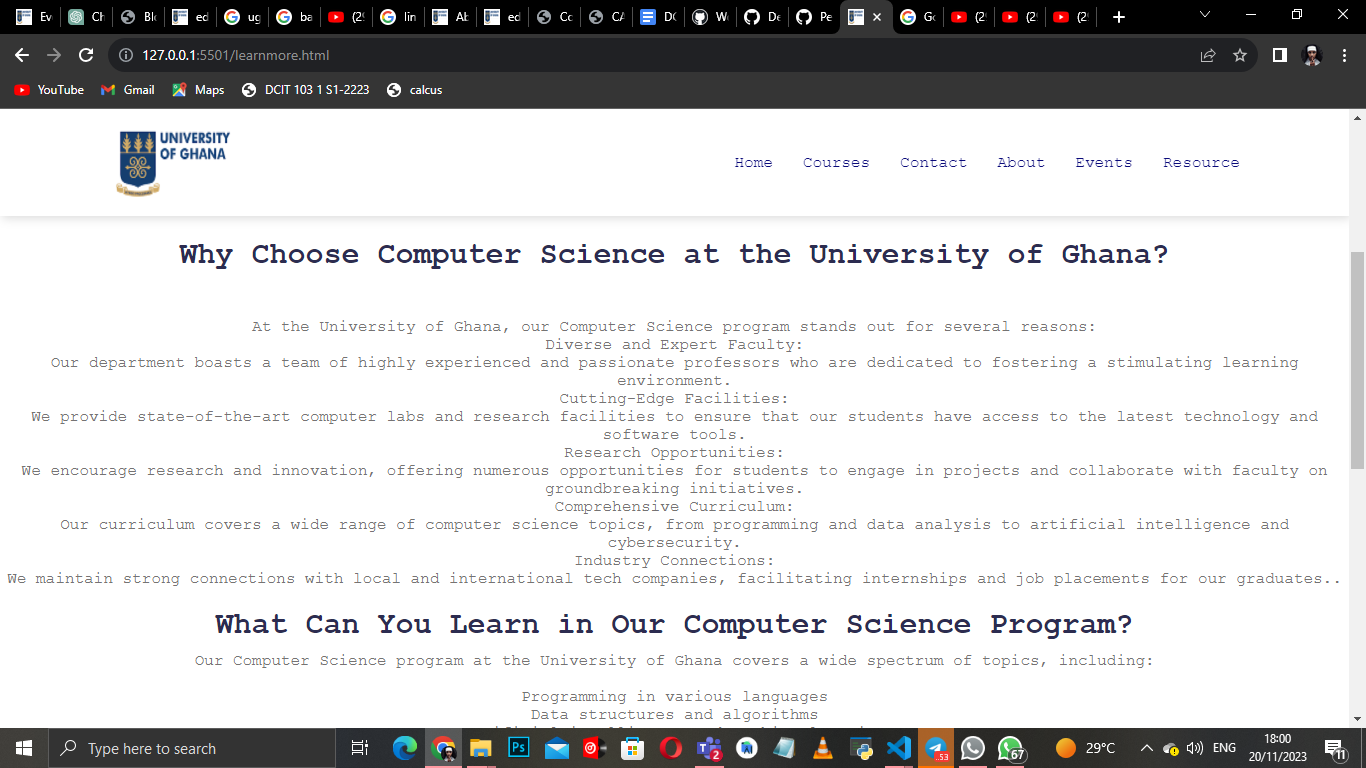 Eve
Ch
Blo
ed
ug
ba
(2
lin
Ab
ed
Co
CA
DC
We
De
Pe
Go
(2
(2
(2
127.0.0.1:5501/learnmore.html
YouTube
Gmail
Maps
DCIT 103 1 S1-2223
calcus
UNIVERSITY
OF GHANA
Home Courses Contact About Events Resource
Why Choose Computer Science at the University of Ghana?
At the University of Ghana, our Computer Science program stands out for several reasons:
Diverse and Expert Faculty:
Our department boasts a team of highly experienced and passionate professors who are dedicated to fostering a stimulating learning
environment.
Cutting-Edge Facilities:
We provide state-of-the-art computer labs and research facilities to ensure that our students have access to the latest technology and
software tools.
Research Opportunities:
We encourage research and innovation, offering numerous opportunities for students to engage in projects and collaborate with faculty on
groundbreaking initiatives.
Comprehensive Curriculum:
Our curriculum covers a wide range of computer science topics, from programming and data analysis to artificial intelligence and
cybersecurity.
Industry Connections:
We maintain strong connections with local and international tech companies, facilitating internships and job placements for our graduates..
What Can You Learn in Our Computer Science Program?
Our Computer Science program at the University of Ghana covers a wide spectrum of topics, including:
Programming in various languages
Data structures and algorithms
Type here to search
29°C
ENG
18:00
20/11/2023